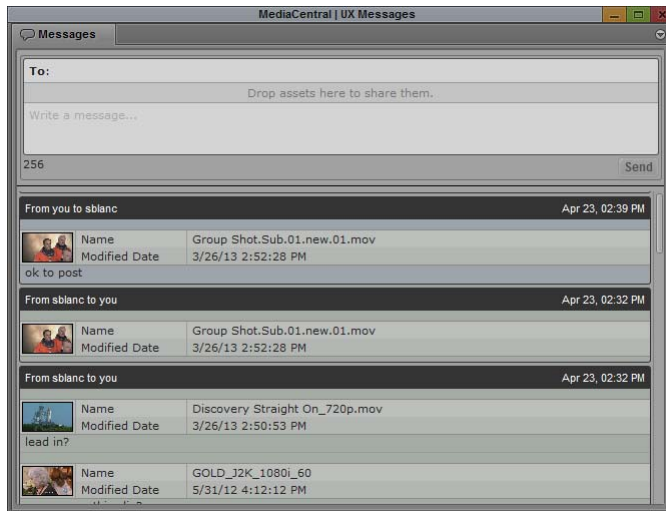 MediaCentral | UX Messages
Messages
To:
Drop assets here to share them.
Write a message...
256 Send
From you to sblanc Apr 23, 02:39 PM
Name Group Shot.Sub.01.new.01.mov
Modified Date 3/26/13 2:52:28 PM
ok to post
From sblanc to you Apr 23, 02:32 PM
Name Group Shot.Sub.01.new.01.mov
Modified Date 3/26/13 2:52:28 PM
From sblanc to you Apr 23, 02:32 PM
Name Discovery Straight On_720p.mov
Modified Date 3/26/13 2:50:53 PM
lead in?
Name GOLD_J2K_1080i_60
Modified Date 5/31/12 4:12:12 PM